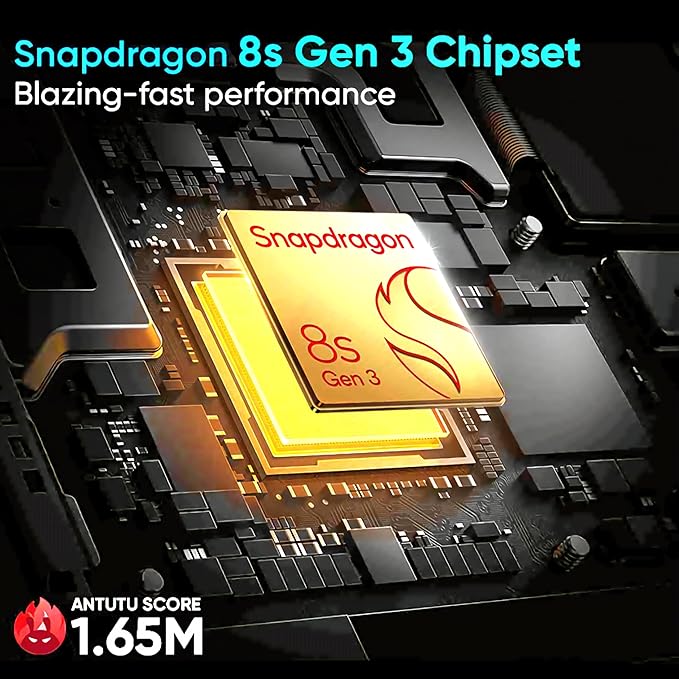 Snapdragon 8s Gen 3 Chipset
Blazing-fast performance
Snapdragon
8s
Gen 3
ANTUTU SCORE
1.65M